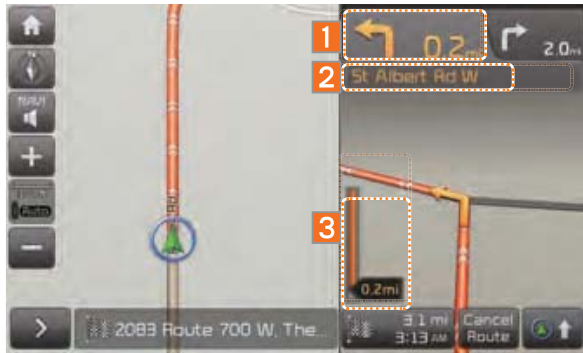 1
0.2mi
2.0mi
2
St Albert Rd W
NAVI
+
Auto
3
0.2mi
-
>
2083 Route 700 W, The...
3.1 mi
3:13 AM
Cancel
Route